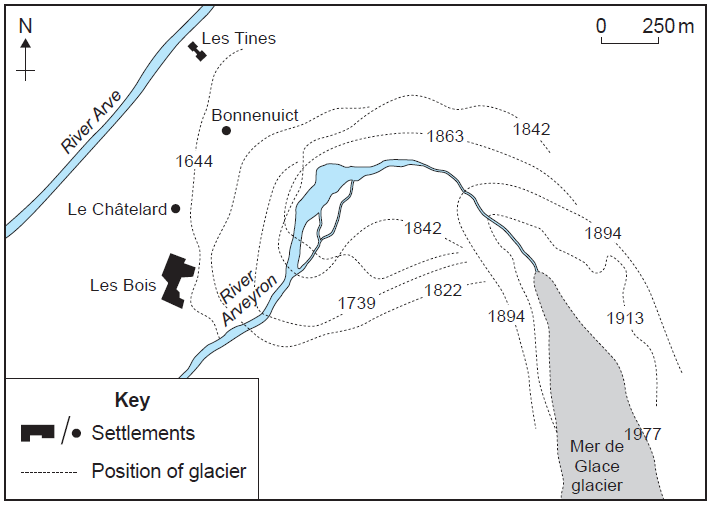 N
Les Tines
0 250 m
River Arve
Bonnenuict
1842
1863
1644
Le Châtelard
1842
1894
Les Bois
River
Arveyron
1739
1822
1894
1913
Key
Settlements
Position of glacier
1977
Mer de
Glace
glacier